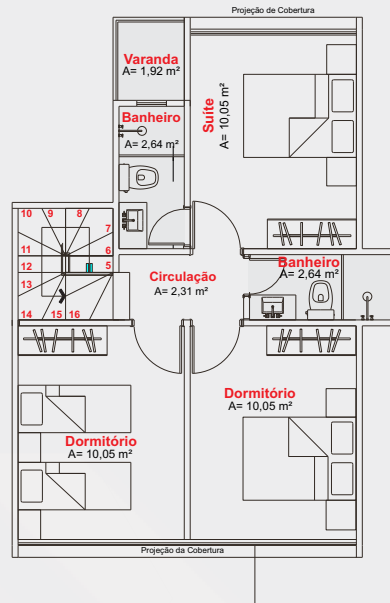 Projeção de Cobertura
Varanda
A= 1,92 m²
Banheiro
A= 2,64 m²
Suíte
A= 10,05 m²
10 9 8
7
11 6
12 5
13
14 15 16
Circulação
A= 2,31 m²
Banheiro
A= 2,64 m²
Dormitório
A= 10,05 m²
Dormitório
A= 10,05 m²
Projeção da Cobertura